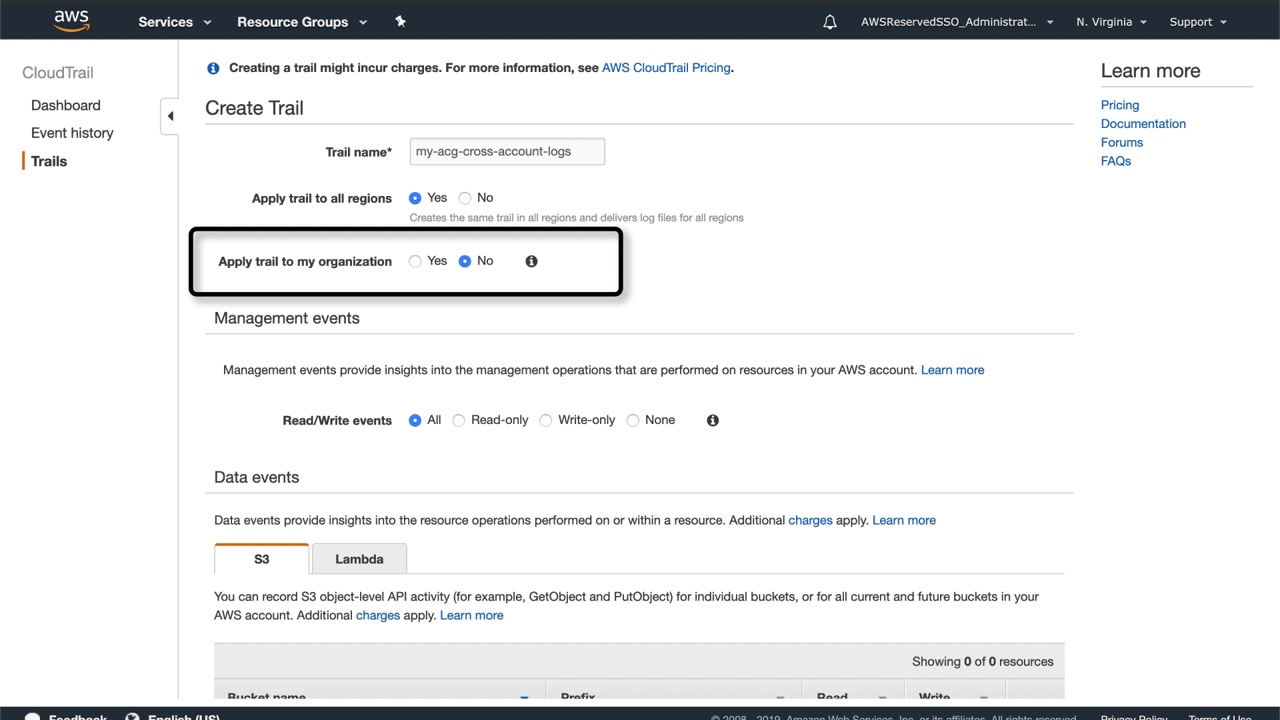 aws Services Resource Groups AWSReservedSSO_Administrat... N. Virginia Support
CloudTrail
Dashboard
Event history
Trails
Creating a trail might incur charges. For more information, see AWS CloudTrail Pricing.
Create Trail
Trail name* my-acg-cross-account-logs
Apply trail to all regions Yes No
Creates the same trail in all regions and delivers log files for all regions
Apply trail to my organization Yes No
Management events
Management events provide insights into the management operations that are performed on resources in your AWS account. Learn more
Read/Write events All Read-only Write-only None
Data events
Data events provide insights into the resource operations performed on or within a resource. Additional charges apply. Learn more
S3 Lambda
You can record S3 object-level API activity (for example, GetObject and PutObject) for individual buckets, or for all current and future buckets in your
AWS account. Additional charges apply. Learn more
Showing 0 of 0 resources
Bucket name Prefix Read Write
Learn more
Pricing
Documentation
Forums
FAQs
Feedback English (US) © 2008 - 2019, Amazon Web Services, Inc. or its affiliates. All rights reserved. Privacy Policy Terms of Use